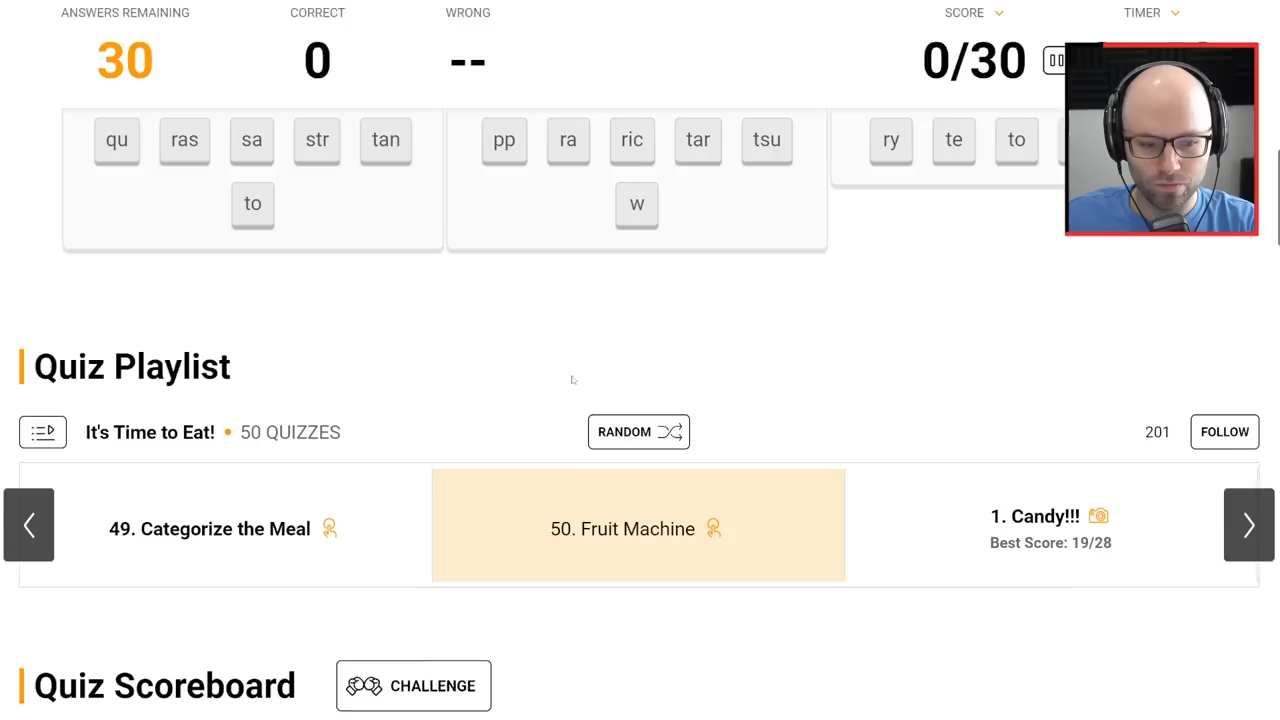 ANSWERS REMAINING CORRECT WRONG SCORE TIMER
30 0 -- 0/30
qu ras sa str tan pp ra ric tar tsu ry te to
to w
Quiz Playlist
It's Time to Eat! • 50 QUIZZES RANDOM 201 FOLLOW
49. Categorize the Meal 50. Fruit Machine 1. Candy!!!
Best Score: 19/28
Quiz Scoreboard CHALLENGE